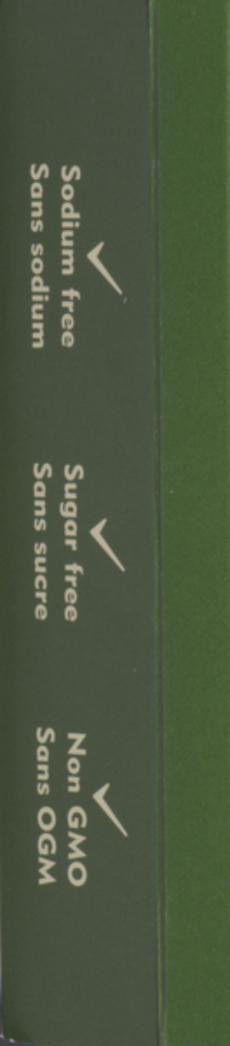 Sodium free
Sans sodium
Sugar free
Sans sucre
Non GMO
Sans OGM